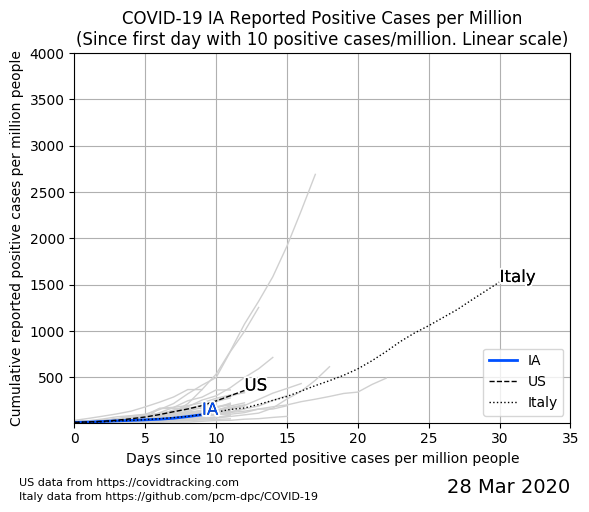 COVID-19 IA Reported Positive Cases per Million
(Since first day with 10 positive cases/million. Linear scale)
Cumulative reported positive cases per million people
4000
3500
3000
2500
2000
1500
1000
500
Italy
US
IA
IA
US
Italy
0 5 10 15 20 25 30 35
Days since 10 reported positive cases per million people
US data from https://covidtracking.com
Italy data from https://github.com/pcm-dpc/COVID-19
28 Mar 2020